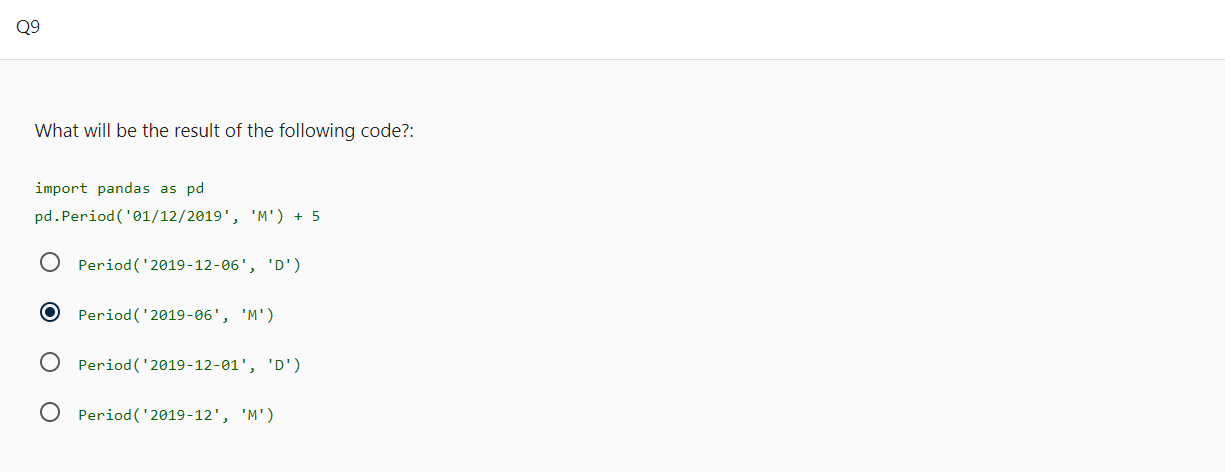 Q9
What will be the result of the following code?:
import pandas as pd
pd.Period('01/12/2019', 'M') + 5
Period('2019-12-06', 'D')
Period('2019-06', 'M')
Period('2019-12-01', 'D')
Period('2019-12', 'M')